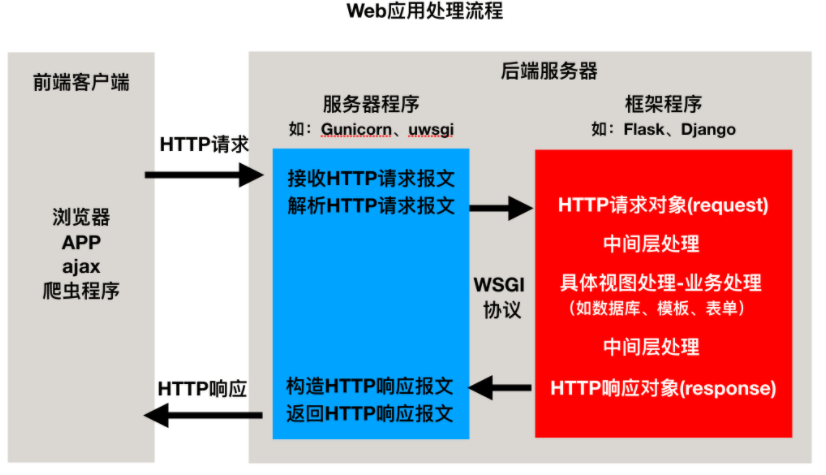 Web应用处理流程
前端客户端
浏览器
APP
ajax
爬虫程序
HTTP请求
HTTP响应
后端服务器
服务器程序
如：Gunicorn、uwsgi
接收HTTP请求报文
解析HTTP请求报文
构造HTTP响应报文
返回HTTP响应报文
WSGI
协议
框架程序
如：Flask、Django
HTTP请求对象(request)
中间层处理
具体视图处理-业务处理
（如数据库、模板、表单）
中间层处理
HTTP响应对象(response)